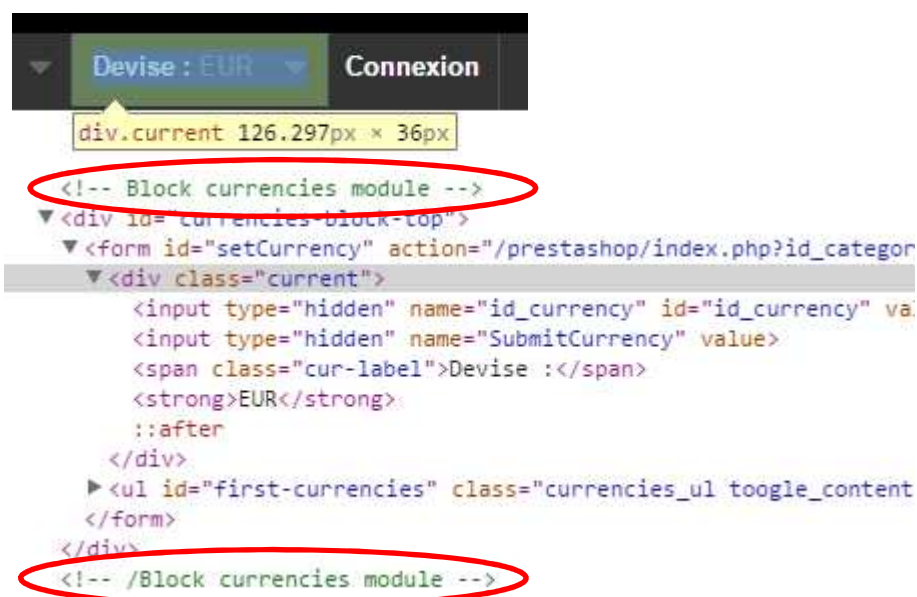 Devise : EUR Connexion
div.current 126.297px × 36px
<!-- Block currencies module -->
<div id="currencies-block-top">
<form id="setCurrency" action="/prestashop/index.php?id_categor
<div class="current">
<input type="hidden" name="id_currency" id="id_currency" va
<input type="hidden" name="SubmitCurrency" value>
<span class="cur-label">Devise :</span>
<strong>EUR</strong>
::after
</div>
<ul id="first-currencies" class="currencies_ul toogle_content
</form>
</div>
<!-- /Block currencies module -->